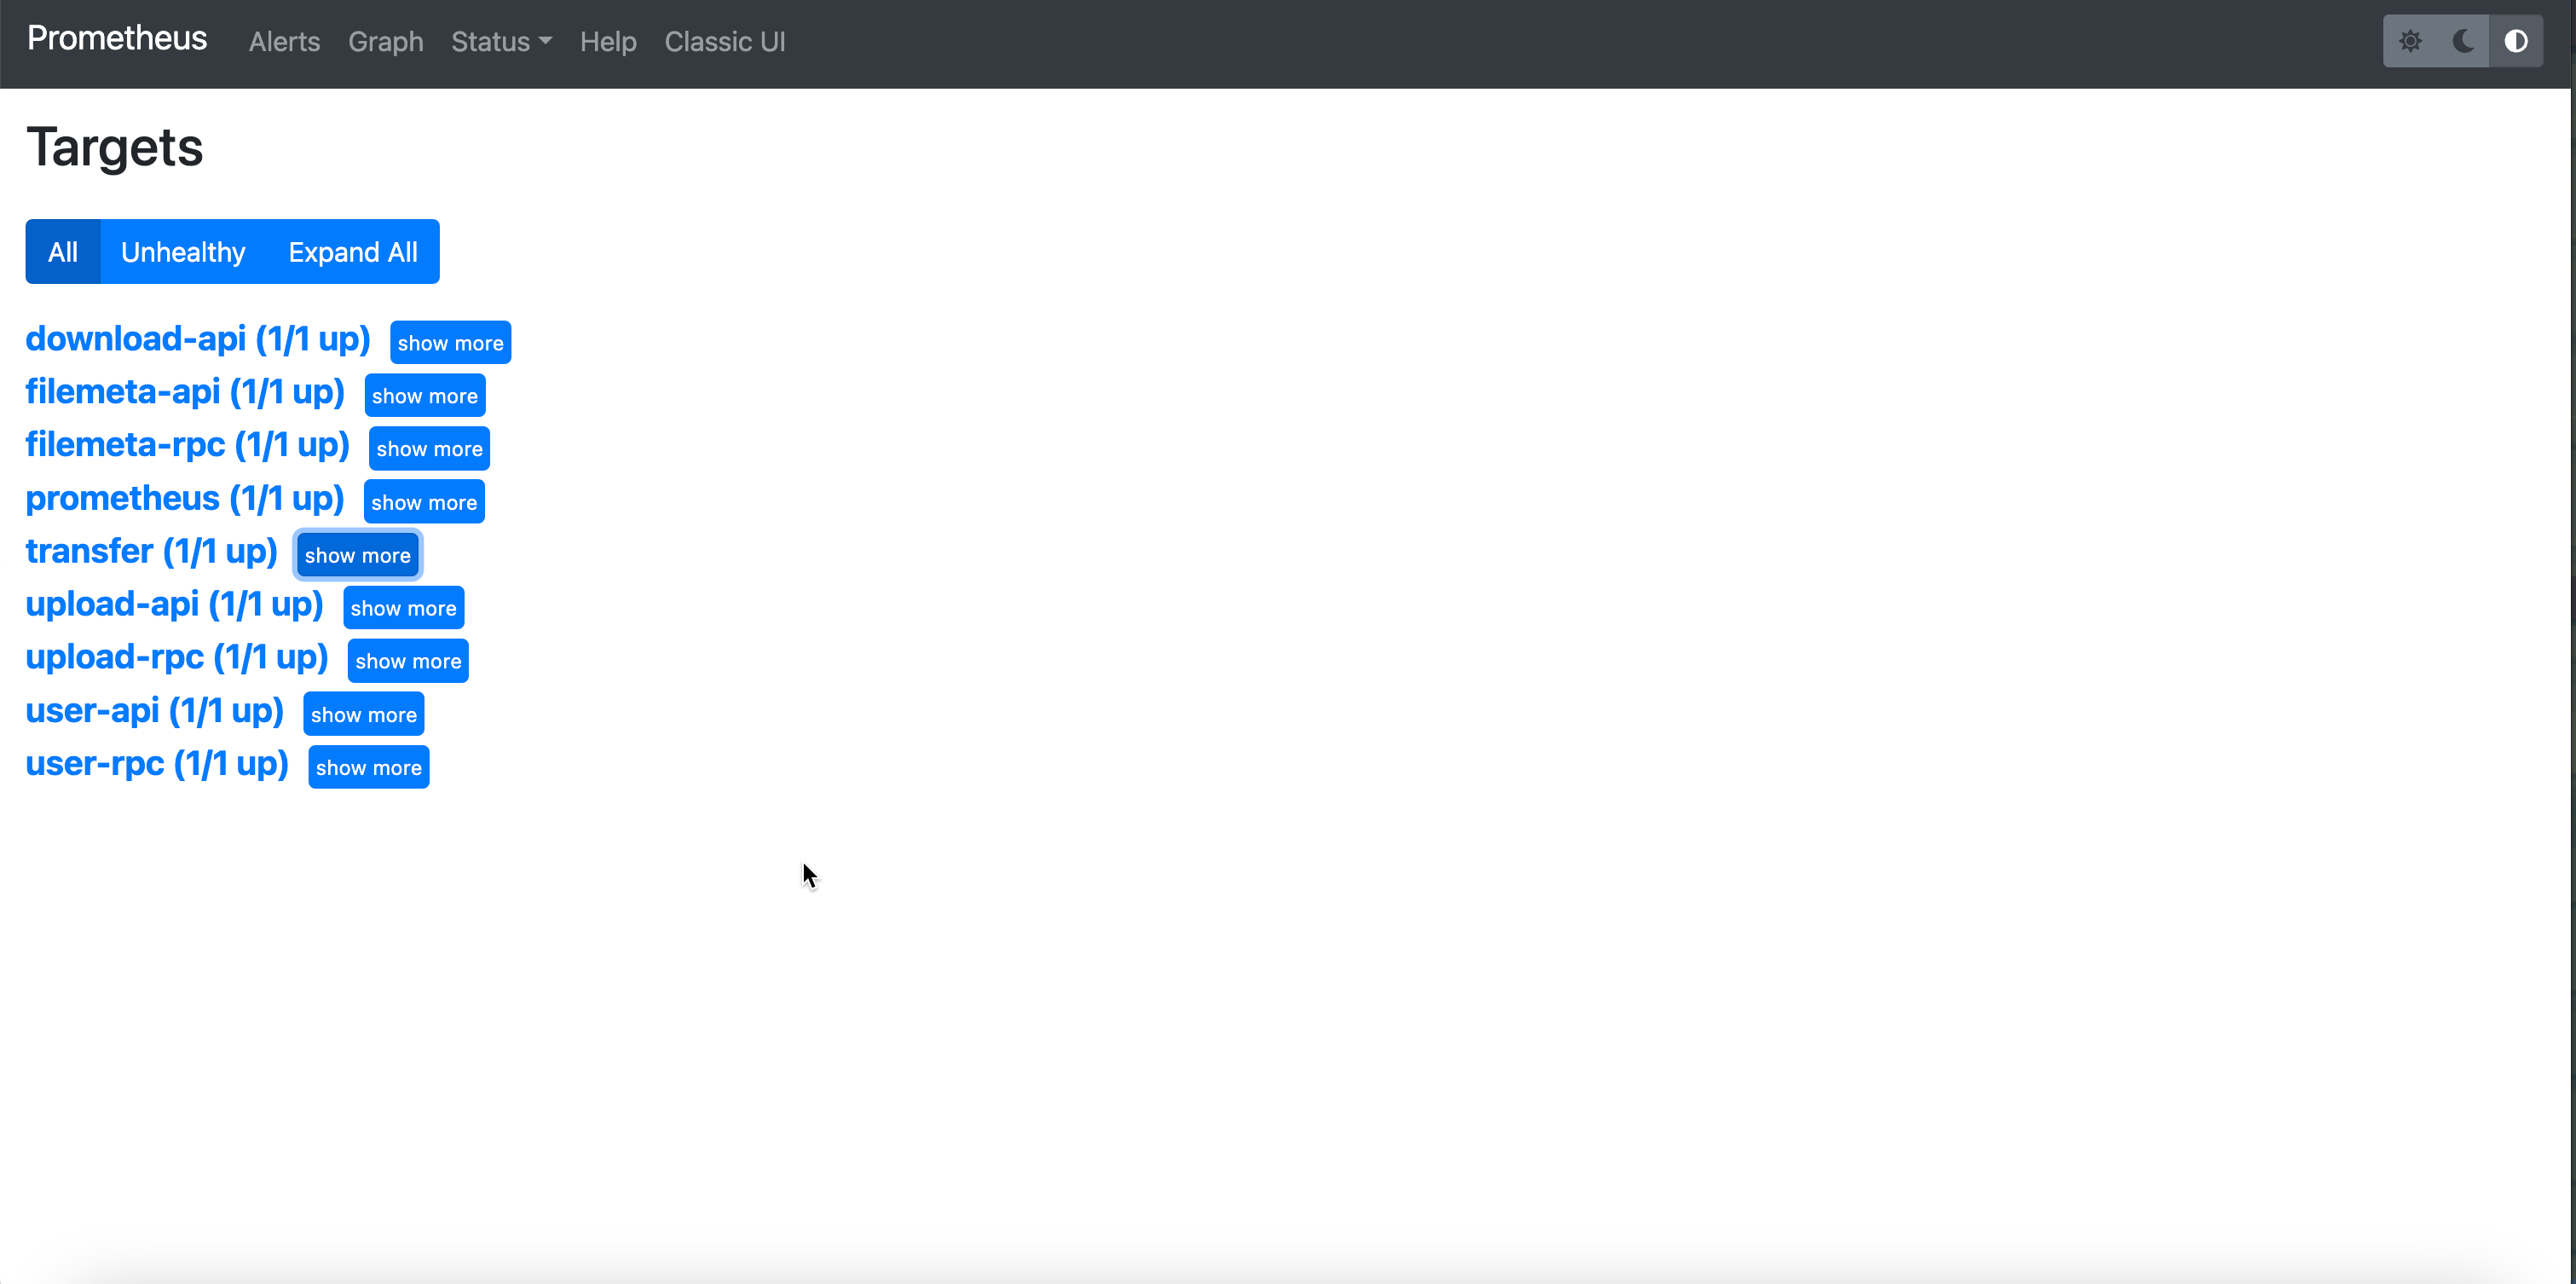 Prometheus Alerts Graph Status Help Classic UI
Targets
All Unhealthy Expand All
download-api (1/1 up) show more
filemeta-api (1/1 up) show more
filemeta-rpc (1/1 up) show more
prometheus (1/1 up) show more
transfer (1/1 up) show more
upload-api (1/1 up) show more
upload-rpc (1/1 up) show more
user-api (1/1 up) show more
user-rpc (1/1 up) show more